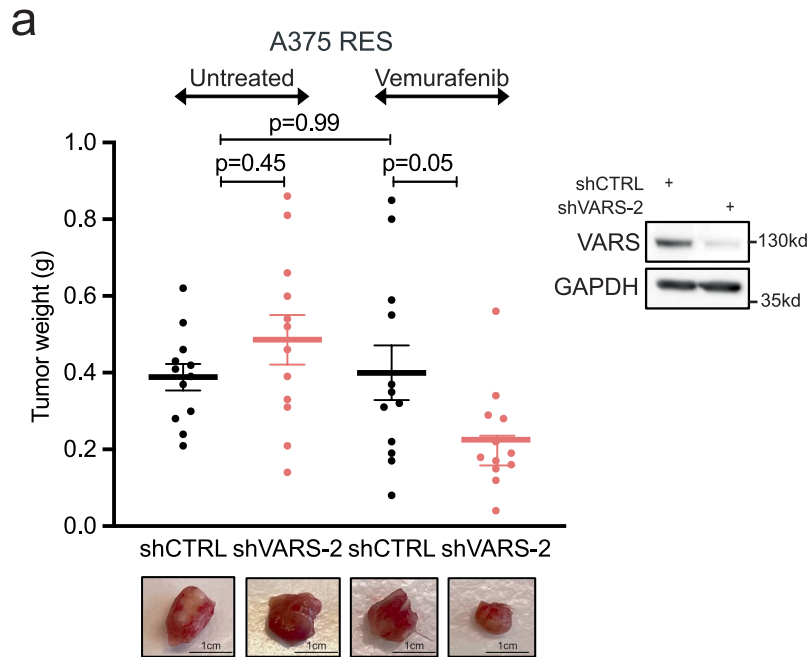 a
A375 RES
Untreated Vemurafenib
p=0.99
p=0.45 p=0.05
1.0
0.8
0.6
0.4
0.2
0.0
Tumor weight (g)
shCTRL shVARS-2 shCTRL shVARS-2
1cm 1cm 1cm 1cm
shCTRL +
shVARS-2 +
VARS 130kd
GAPDH 35kd